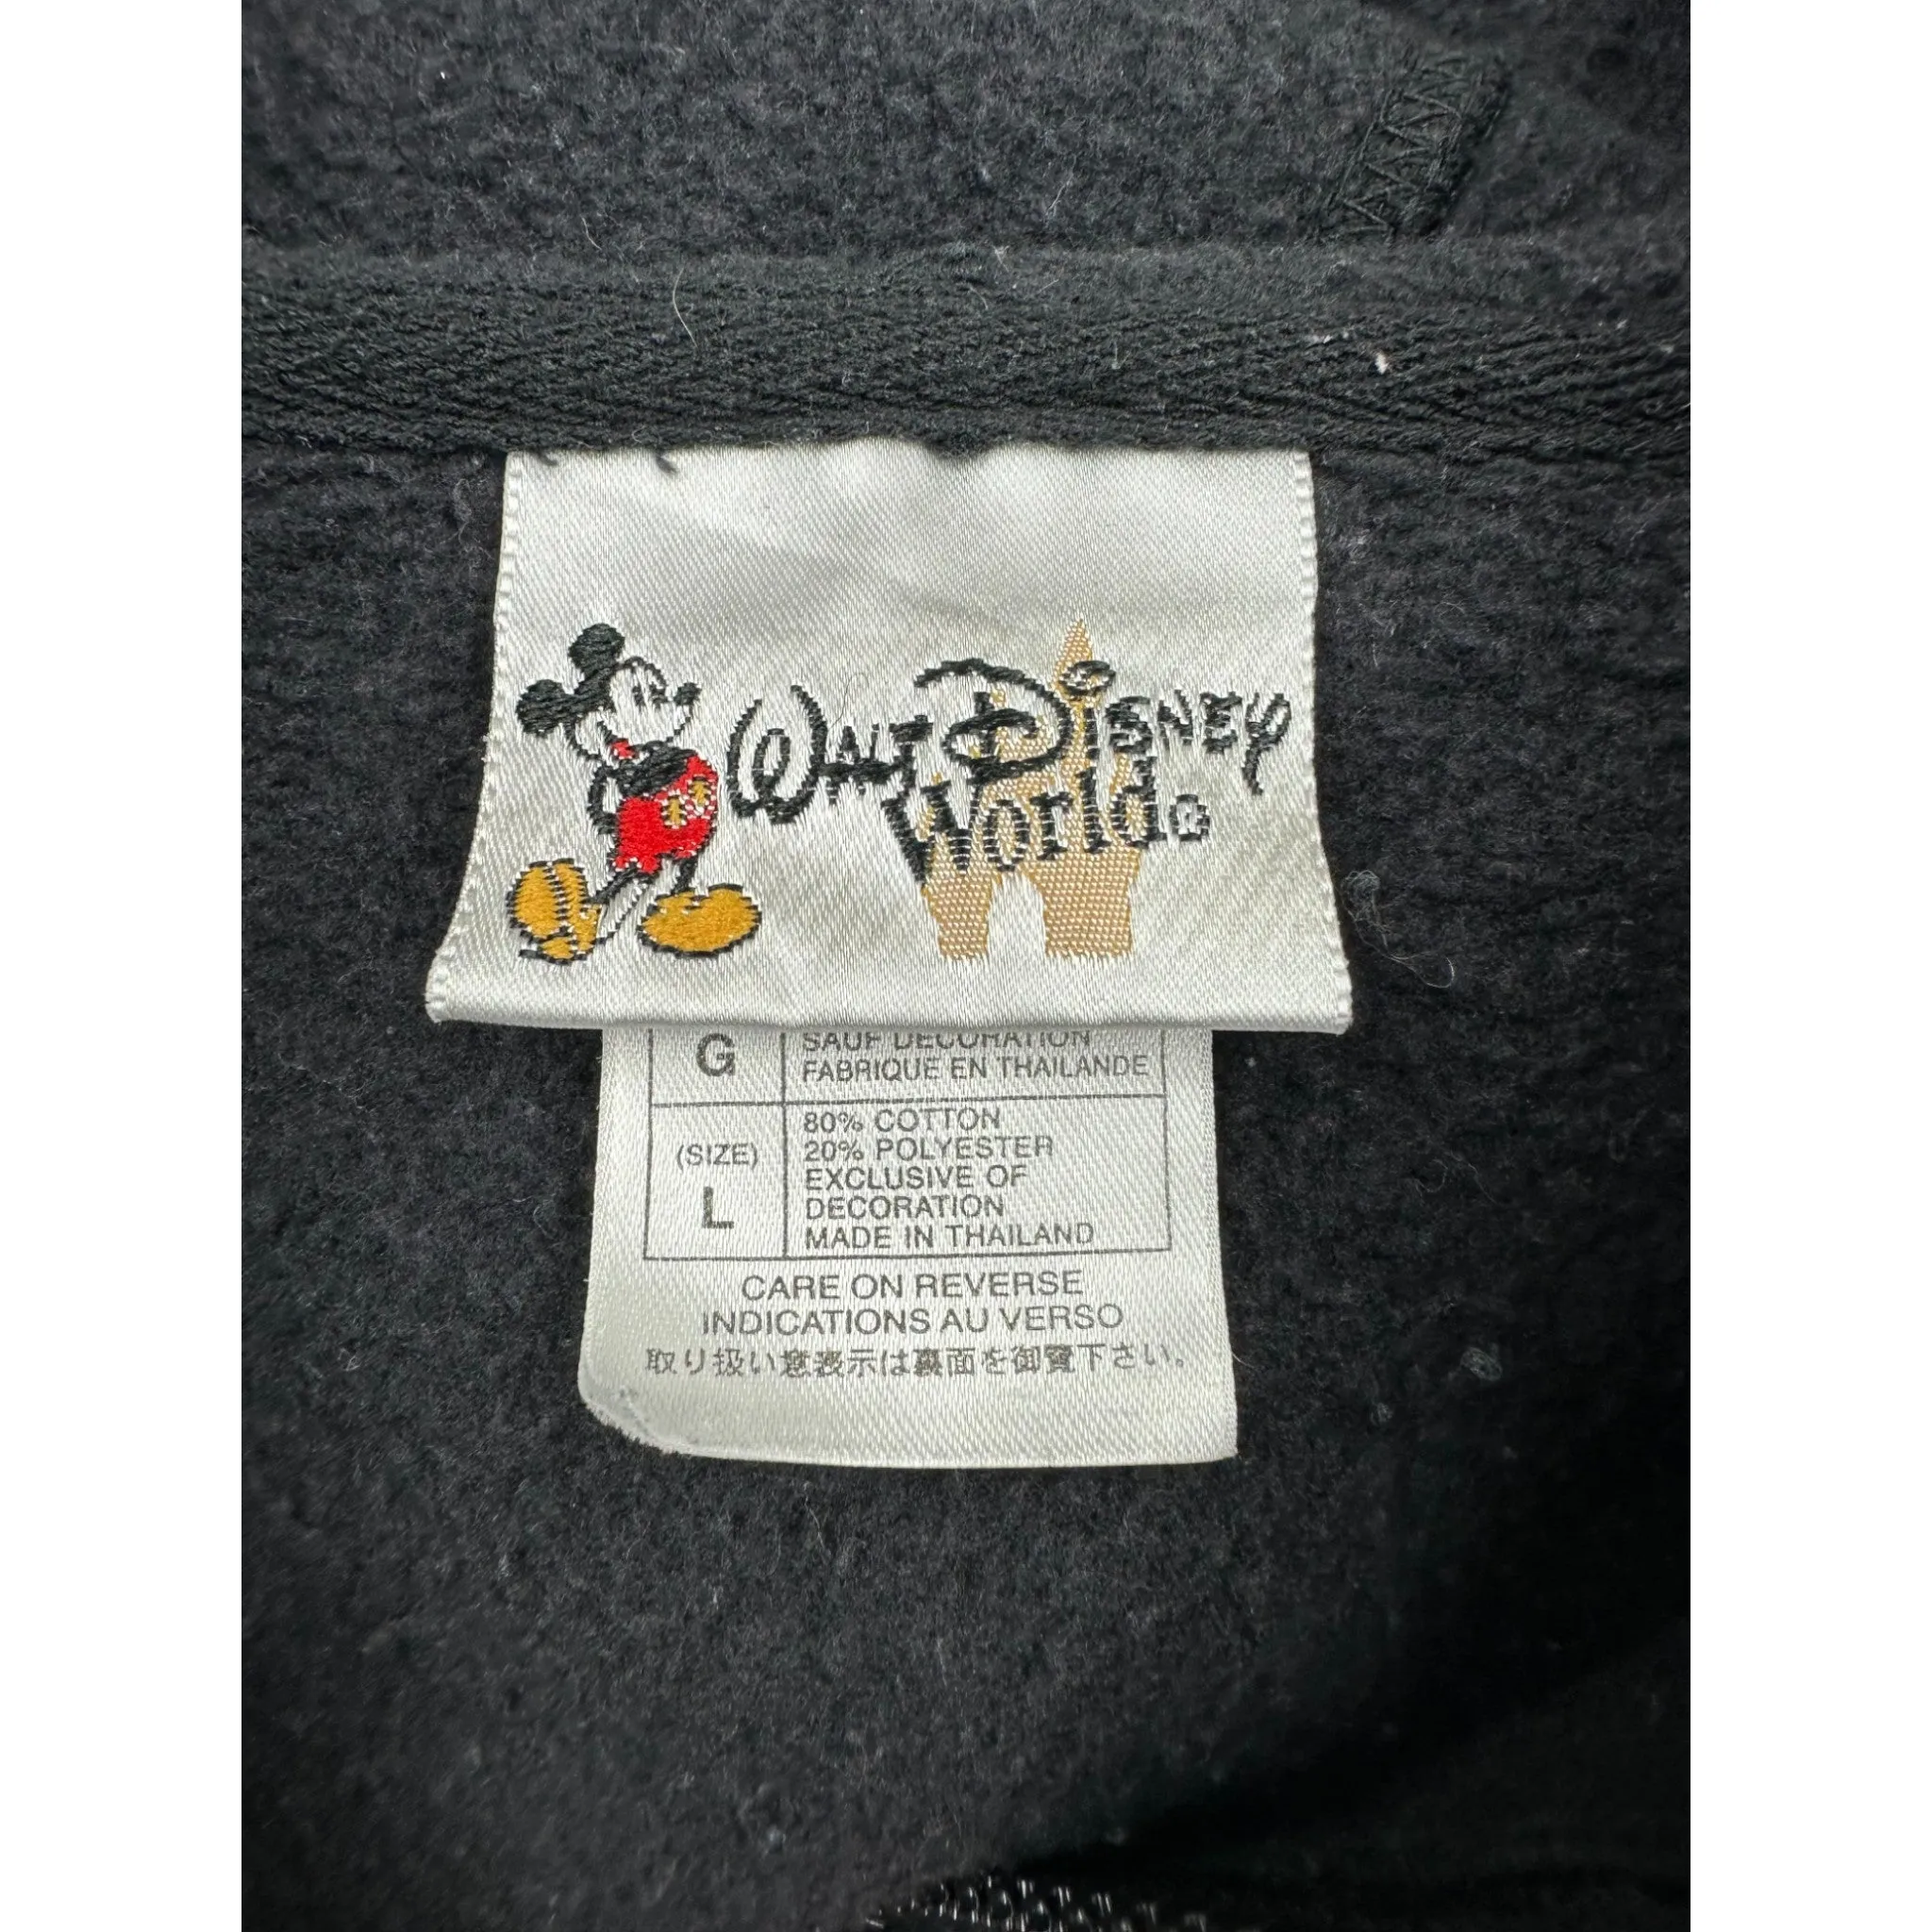 WALT DISNEY
World®
G
SAUF DECORATION
FABRIQUE EN THAILANDE
(SIZE)
L
80% COTTON
20% POLYESTER
EXCLUSIVE OF
DECORATION
MADE IN THAILAND
CARE ON REVERSE
INDICATIONS AU VERSO
取り扱い意表示は裏面を御覧下さい。